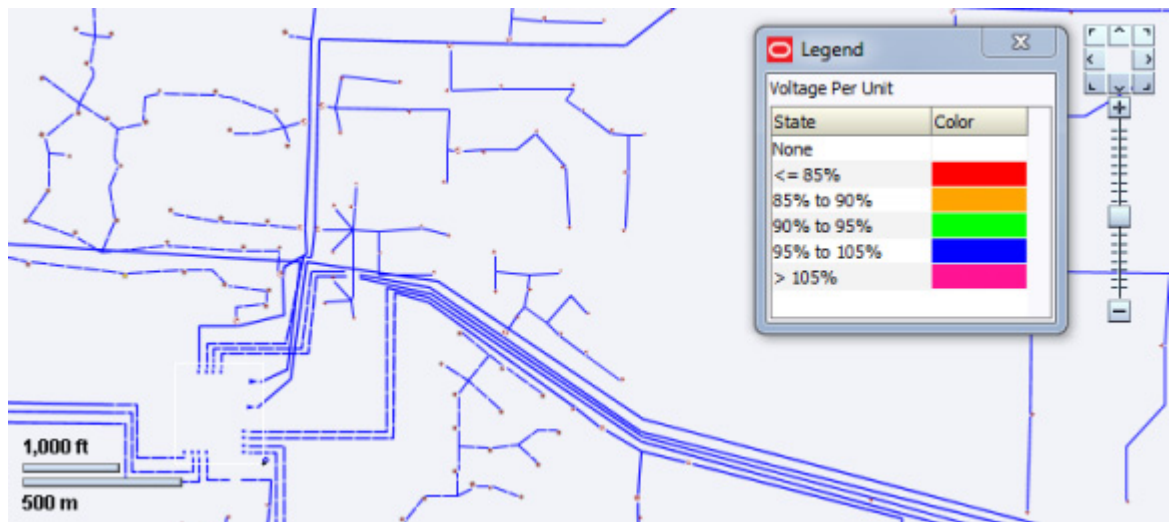 Legend
Voltage Per Unit
State Color
None
<= 85%
85% to 90%
90% to 95%
95% to 105%
> 105%
1,000 ft
500 m